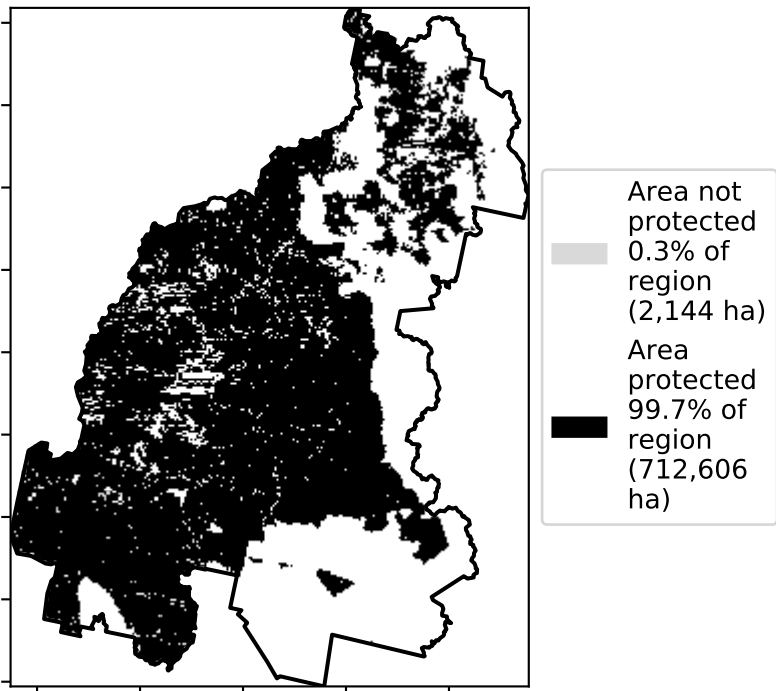 Area not
protected
0.3% of
region
(2,144 ha)
Area
protected
99.7% of
region
(712,606
ha)